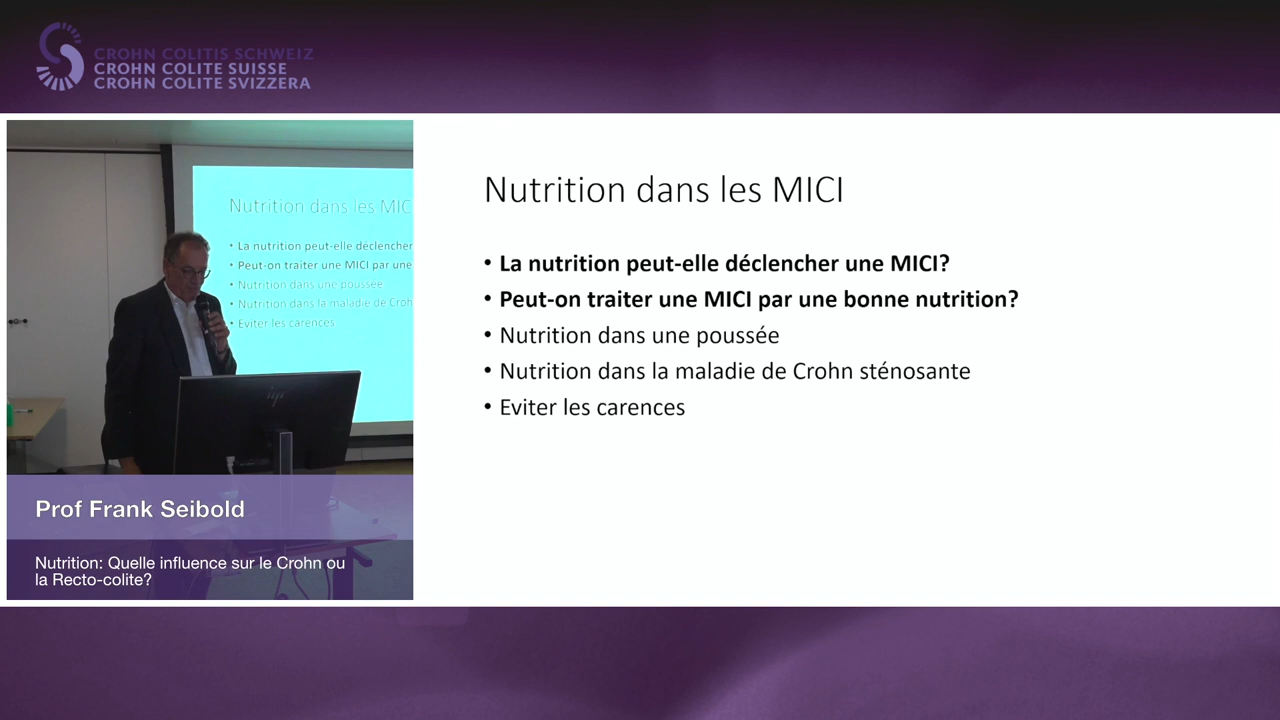 CROHN COLITIS SCHWEIZ
CROHN COLITE SUISSE
CROHN COLITE SVIZZERA
Nutrition dans les MIC
• La nutrition peut-elle déclencher
• Peut-on traiter une MICI par une
• Nutrition dans une poussée
• Nutrition dans la maladie de Croh
• Eviter les carences
hp
Prof Frank Seibold
Nutrition: Quelle influence sur le Crohn ou
la Recto-colite?
Nutrition dans les MICI
• La nutrition peut-elle déclencher une MICI?
• Peut-on traiter une MICI par une bonne nutrition?
• Nutrition dans une poussée
• Nutrition dans la maladie de Crohn sténosante
• Eviter les carences